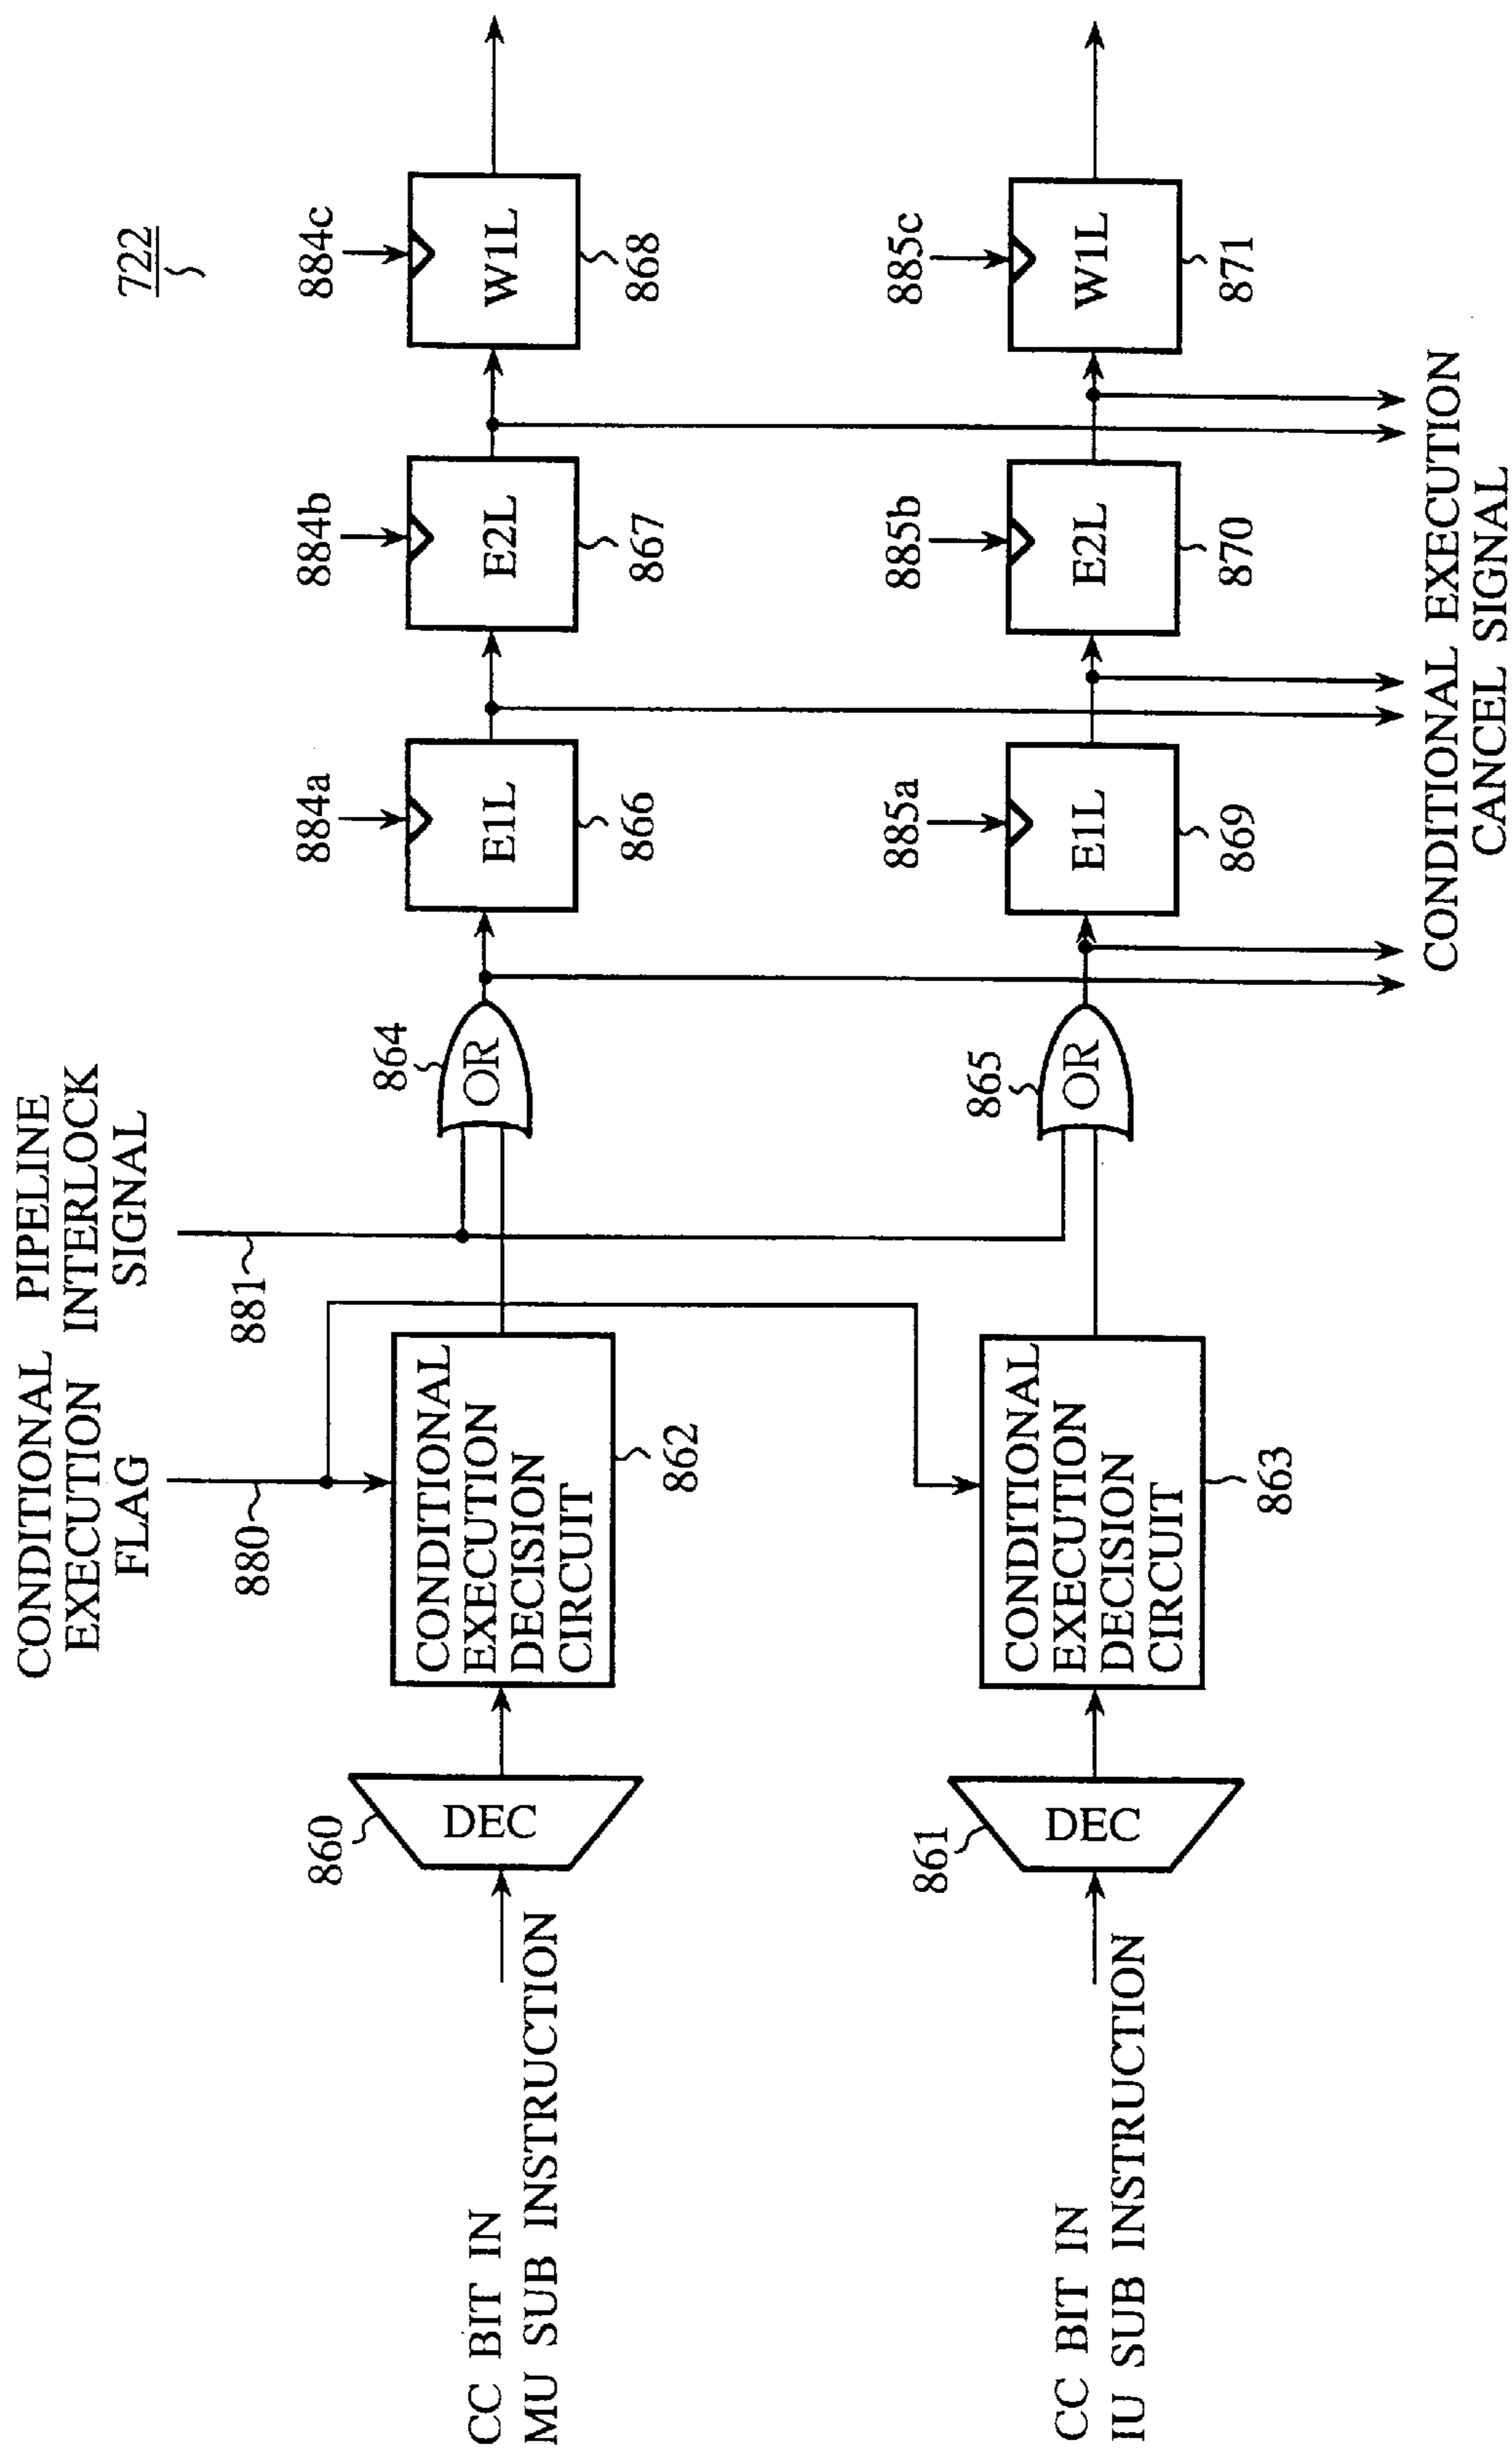 722
CONDITIONAL
EXECUTION
FLAG
PIPELINE
INTERLOCK
SIGNAL
880
881
CC BIT IN
MU SUB INSTRUCTION
860
DEC
CONDITIONAL
EXECUTION
DECISION
CIRCUIT
862
864
OR
884a
E1L
866
884b
E2L
867
884c
W1L
868
CC BIT IN
IU SUB INSTRUCTION
861
DEC
CONDITIONAL
EXECUTION
DECISION
CIRCUIT
863
865
OR
885a
E1L
869
885b
E2L
870
885c
W1L
871
CONDITIONAL EXECUTION
CANCEL SIGNAL